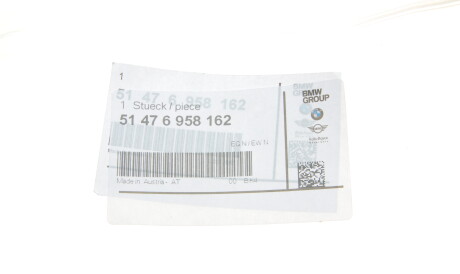 1
51 47 6 958 162
1 Stueck / piece
51 47 6 958 162
Made in Austria - AT
BMW
GROUP